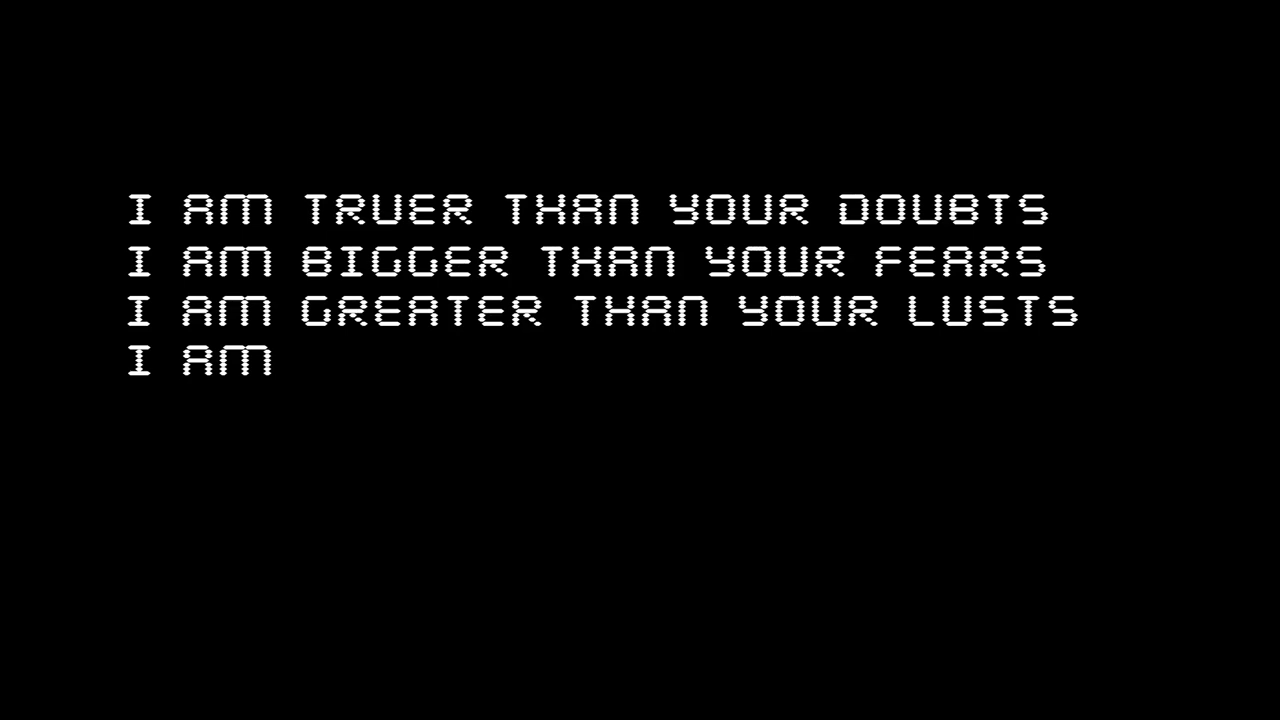 I AM TRUER THAN YOUR DOUBTS
I AM BIGGER THAN YOUR FEARS
I AM GREATER THAN YOUR LUSTS
I AM